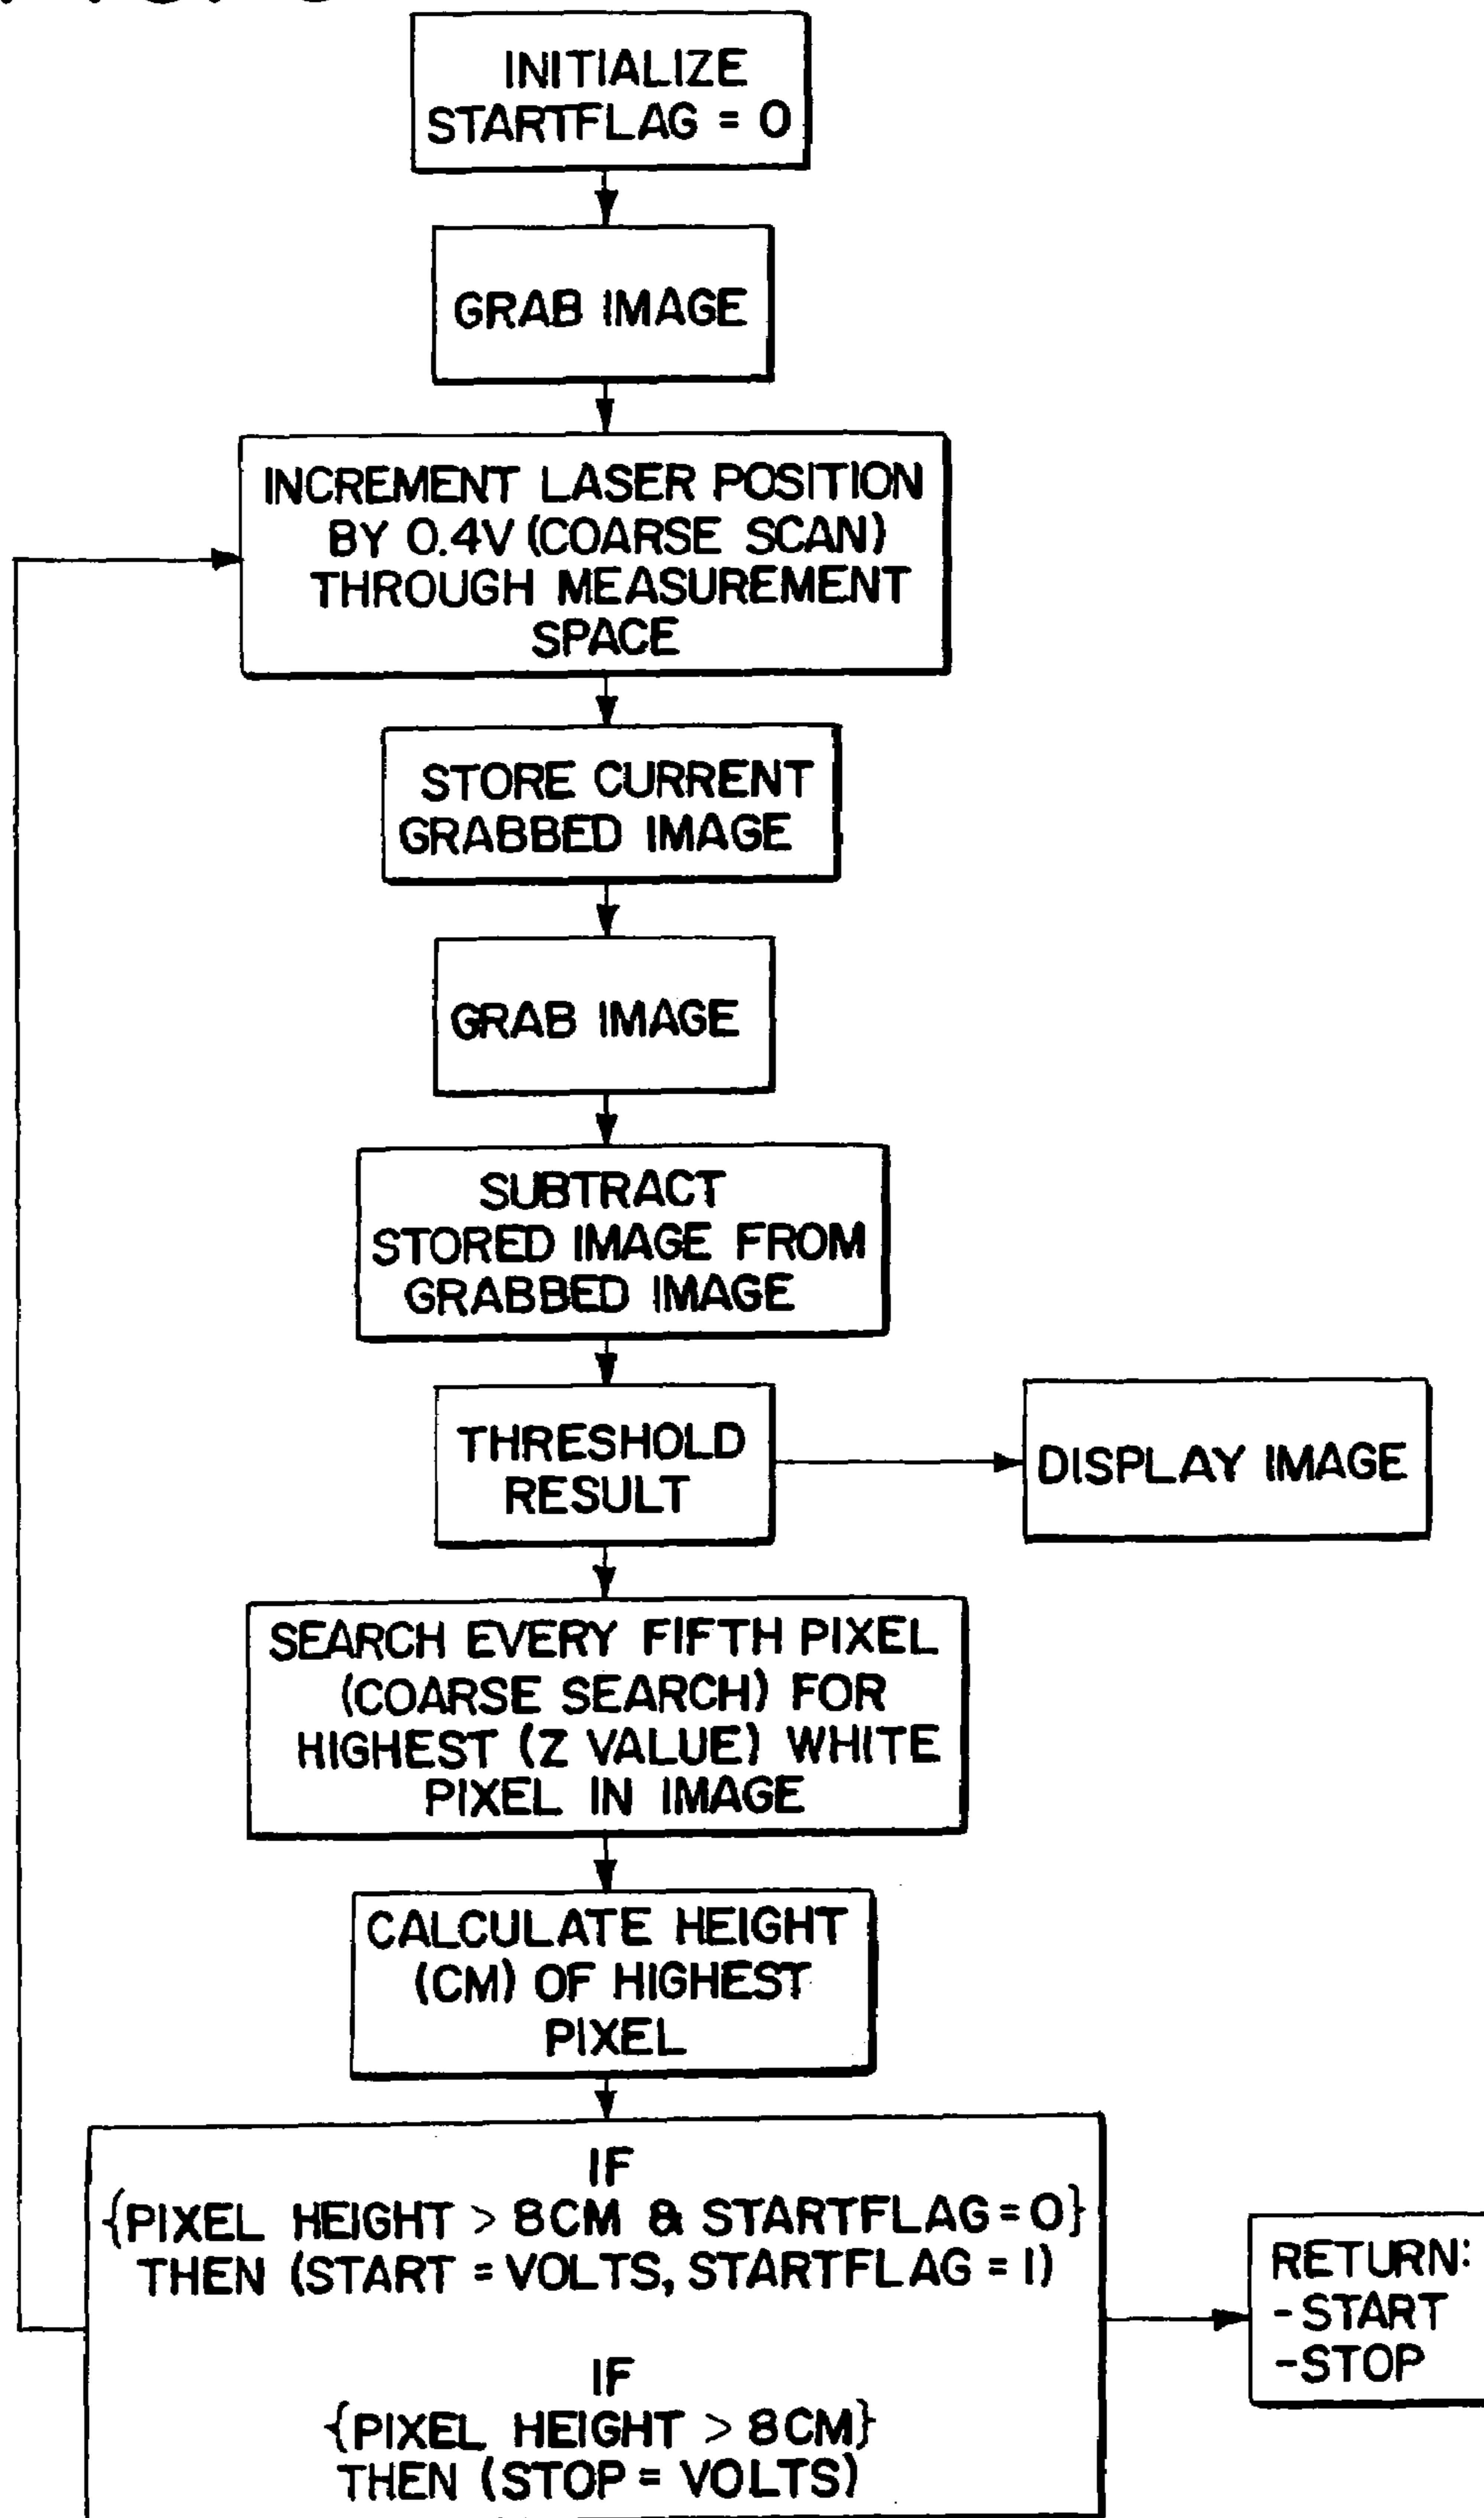 INITIALIZE
STARTFLAG = 0
GRAB IMAGE
INCREMENT LASER POSITION
BY 0.4V (COARSE SCAN)
THROUGH MEASUREMENT
SPACE
STORE CURRENT
GRABBED IMAGE
GRAB IMAGE
SUBTRACT
STORED IMAGE FROM
GRABBED IMAGE
THRESHOLD
RESULT
DISPLAY IMAGE
SEARCH EVERY FIFTH PIXEL
(COARSE SEARCH) FOR
HIGHEST (Z VALUE) WHITE
PIXEL IN IMAGE
CALCULATE HEIGHT
(CM) OF HIGHEST
PIXEL
IF
{PIXEL HEIGHT > 8CM & STARTFLAG = 0}
THEN (START = VOLTS, STARTFLAG = 1)
IF
{PIXEL HEIGHT > 8CM}
THEN (STOP = VOLTS)
RETURN:
- START
- STOP